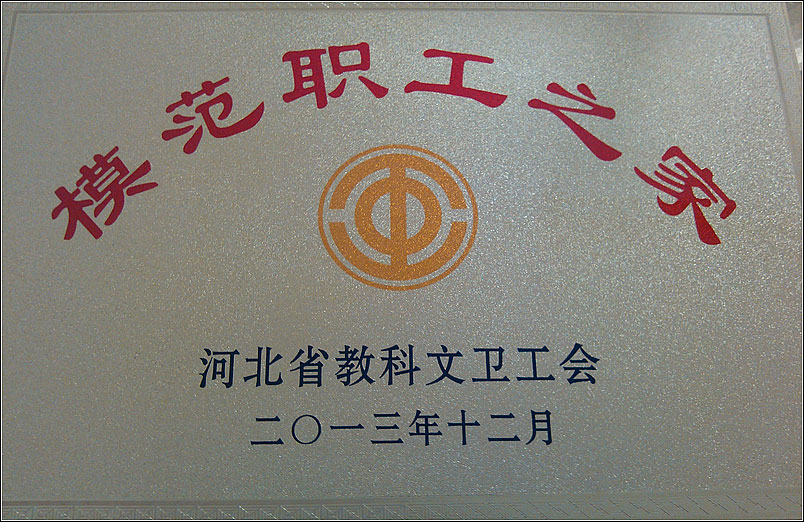 模范职工之家
河北省教科文卫工会
二〇一三年十二月